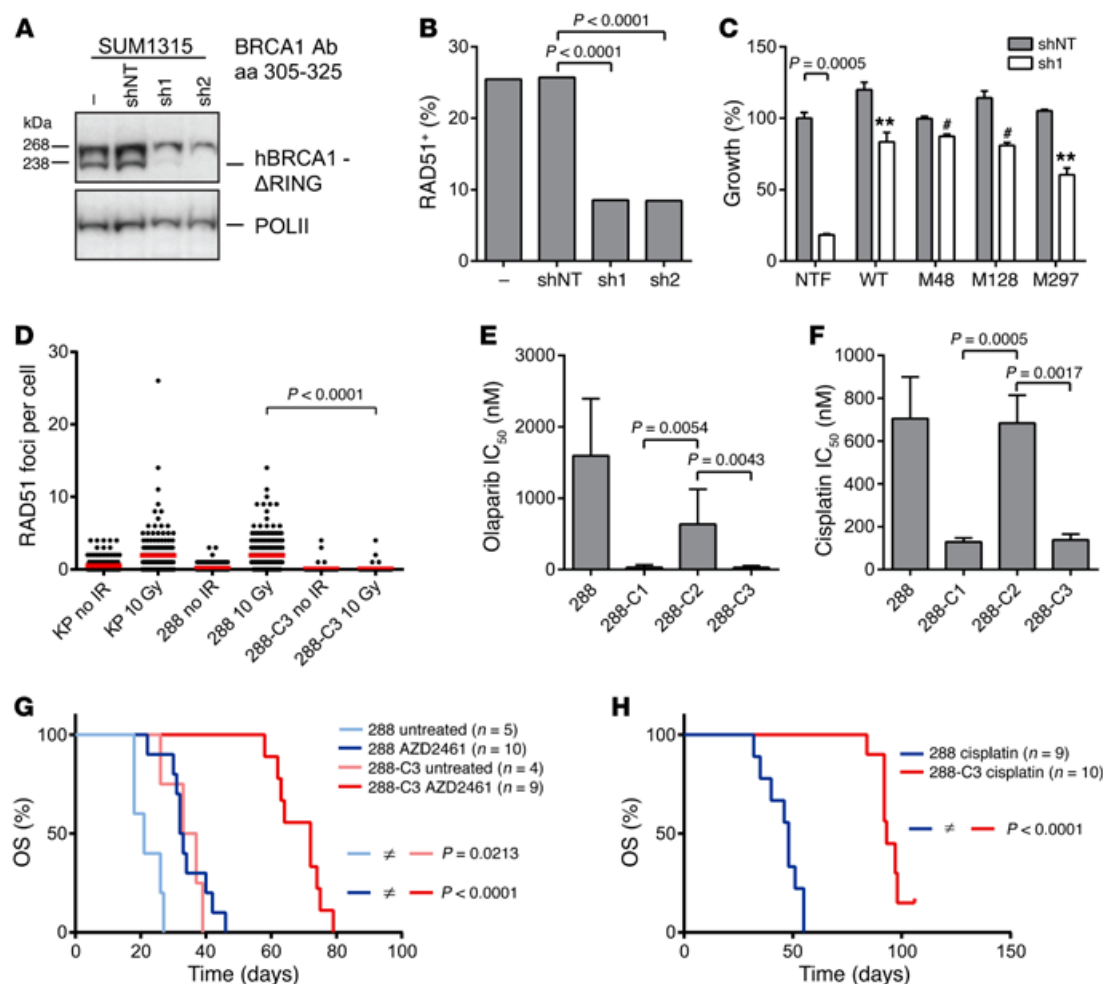 A
SUM1315
BRCA1 Ab
aa 305-325
–
shNT
sh1
sh2
kDa
268
238
hBRCA1 -
ΔRING
POLII
B
P < 0.0001
P < 0.0001
RAD51+ (%)
30
20
10
0
–
shNT
sh1
sh2
C
shNT
sh1
P = 0.0005
Growth (%)
150
100
50
0
**
#
#
**
NTF
WT
M48
M128
M297
D
RAD51 foci per cell
30
20
10
0
P < 0.0001
KP no IR
KP 10 Gy
288 no IR
288 10 Gy
288-C3 no IR
288-C3 10 Gy
E
Olaparib IC50 (nM)
3000
2000
1000
0
P = 0.0054
P = 0.0043
288
288-C1
288-C2
288-C3
F
Cisplatin IC50 (nM)
1000
800
600
400
200
0
P = 0.0005
P = 0.0017
288
288-C1
288-C2
288-C3
G
OS (%)
100
50
0
288 untreated (n = 5)
288 AZD2461 (n = 10)
288-C3 untreated (n = 4)
288-C3 AZD2461 (n = 9)
≠ P = 0.0213
≠ P < 0.0001
0 20 40 60 80 100
Time (days)
H
OS (%)
100
50
0
288 cisplatin (n = 9)
288-C3 cisplatin (n = 10)
≠ P < 0.0001
0 50 100 150
Time (days)